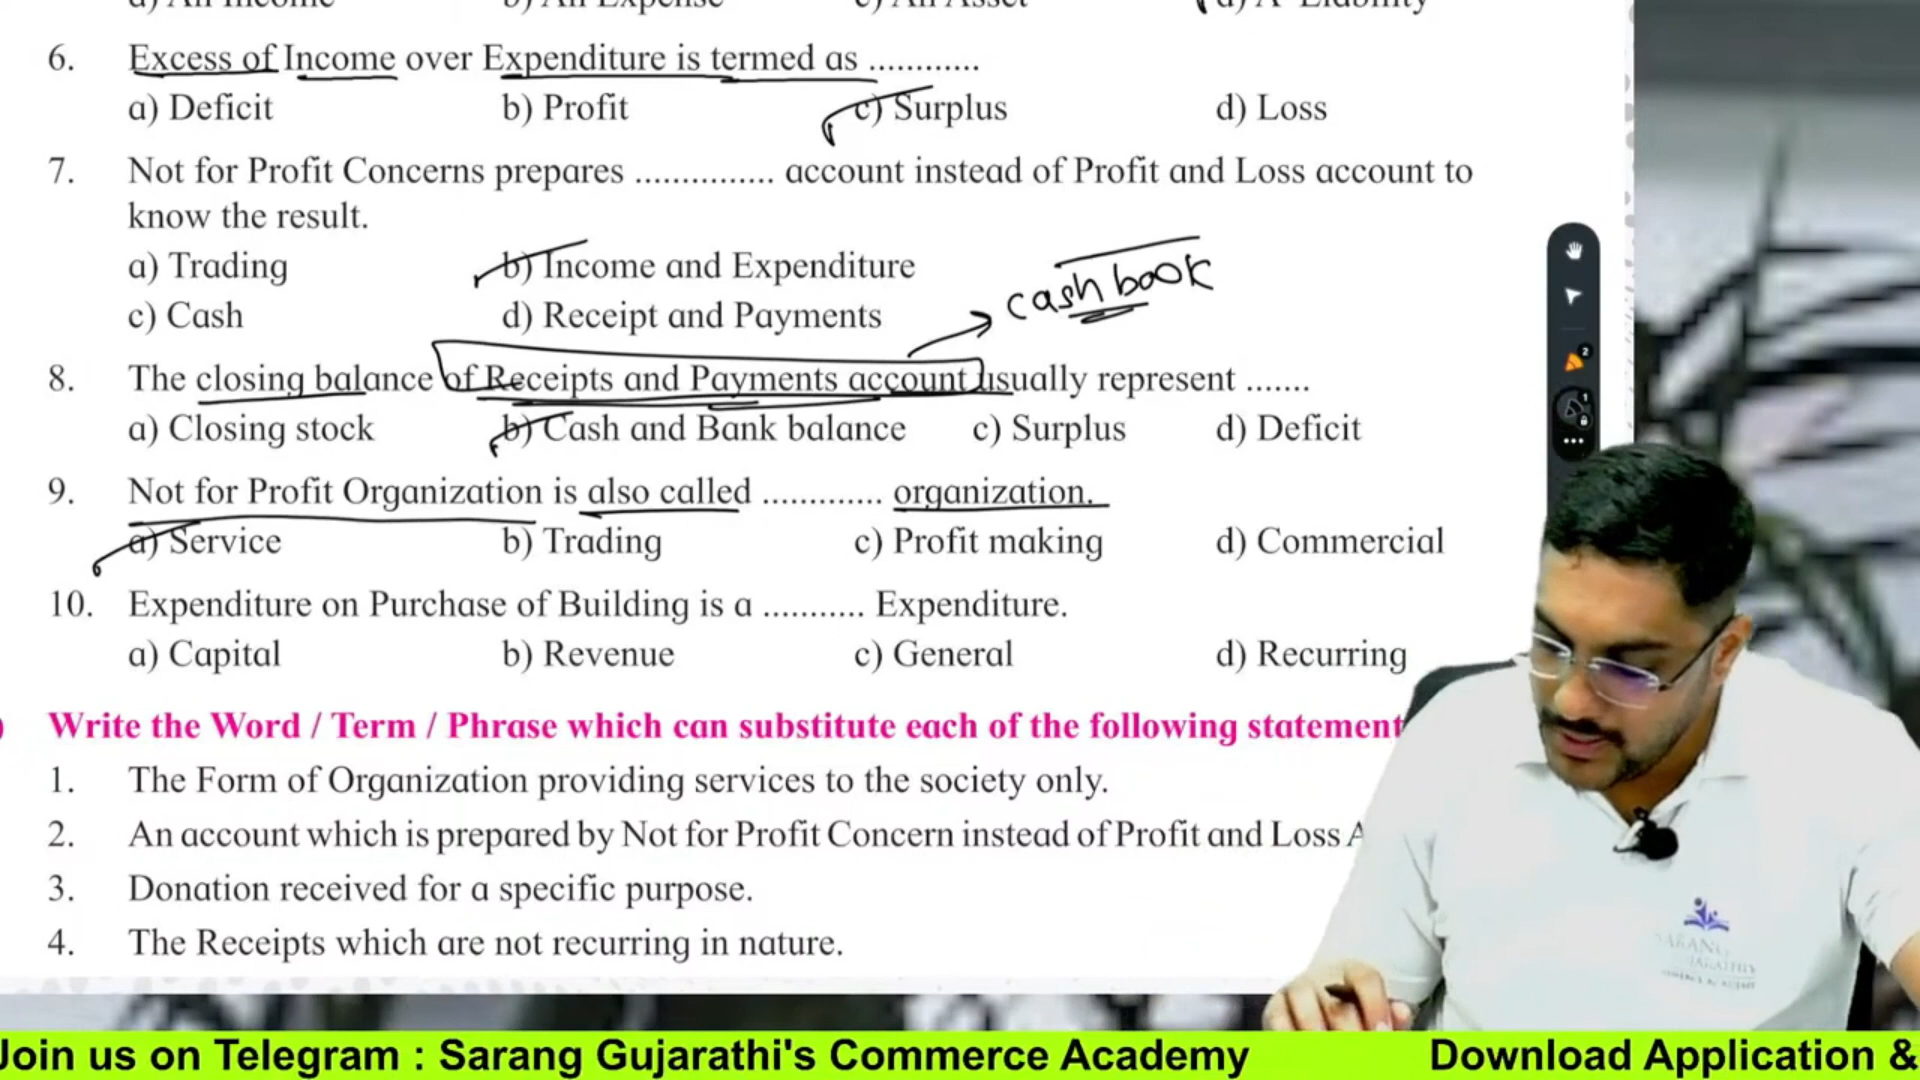 a) An Income b) An Expense c) An Asset d) A Liability
6. Excess of Income over Expenditure is termed as ............
a) Deficit b) Profit c) Surplus d) Loss
7. Not for Profit Concerns prepares ............... account instead of Profit and Loss account to
know the result.
a) Trading b) Income and Expenditure
cash book
c) Cash d) Receipt and Payments
8. The closing balance of Receipts and Payments account usually represent .......
a) Closing stock b) Cash and Bank balance c) Surplus d) Deficit
9. Not for Profit Organization is also called ............. organization.
a) Service b) Trading c) Profit making d) Commercial
10. Expenditure on Purchase of Building is a ........... Expenditure.
a) Capital b) Revenue c) General d) Recurring
) Write the Word / Term / Phrase which can substitute each of the following statement
1. The Form of Organization providing services to the society only.
2. An account which is prepared by Not for Profit Concern instead of Profit and Loss A
3. Donation received for a specific purpose.
4. The Receipts which are not recurring in nature.
Join us on Telegram : Sarang Gujarathi's Commerce Academy Download Application &